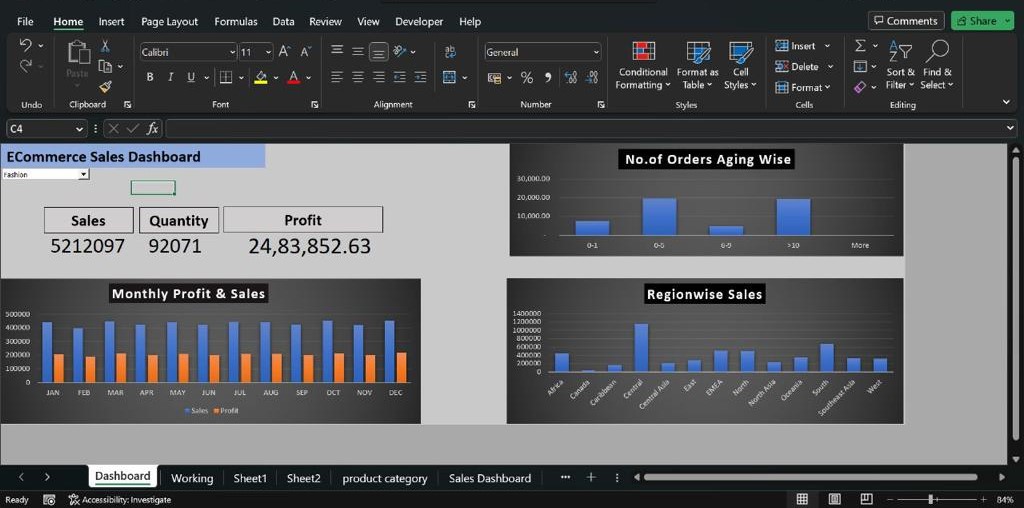 File Home Insert Page Layout Formulas Data Review View Developer Help Comments Share
Paste
Calibri 11 A A
B I U A
ab
General
% 9
Conditional Formatting
Format as Table
Cell Styles
Insert
Delete
Format
Sort & Filter
Find & Select
Undo Clipboard Font Alignment Number Styles Cells Editing
C4 fx
ECommerce Sales Dashboard
Fashion
Sales Quantity Profit
5212097 92071 24,83,852.63
No.of Orders Aging Wise
30,000.00
20,000.00
10,000.00
-
0-1 >10 More
Monthly Profit & Sales
500000
400000
300000
200000
100000
0
JAN FEB MAR APR MAY JUN JUL AUG SEP OCT NOV DEC
Sales Profit
Regionwise Sales
1400000
1200000
1000000
800000
600000
400000
200000
0
Africa Canada Caribbean Central Central Asia East EMEA North North Asia Oceania South Southeast Asia West
Dashboard Working Sheet1 Sheet2 product category Sales Dashboard ...
Ready Accessibility: Investigate 84%